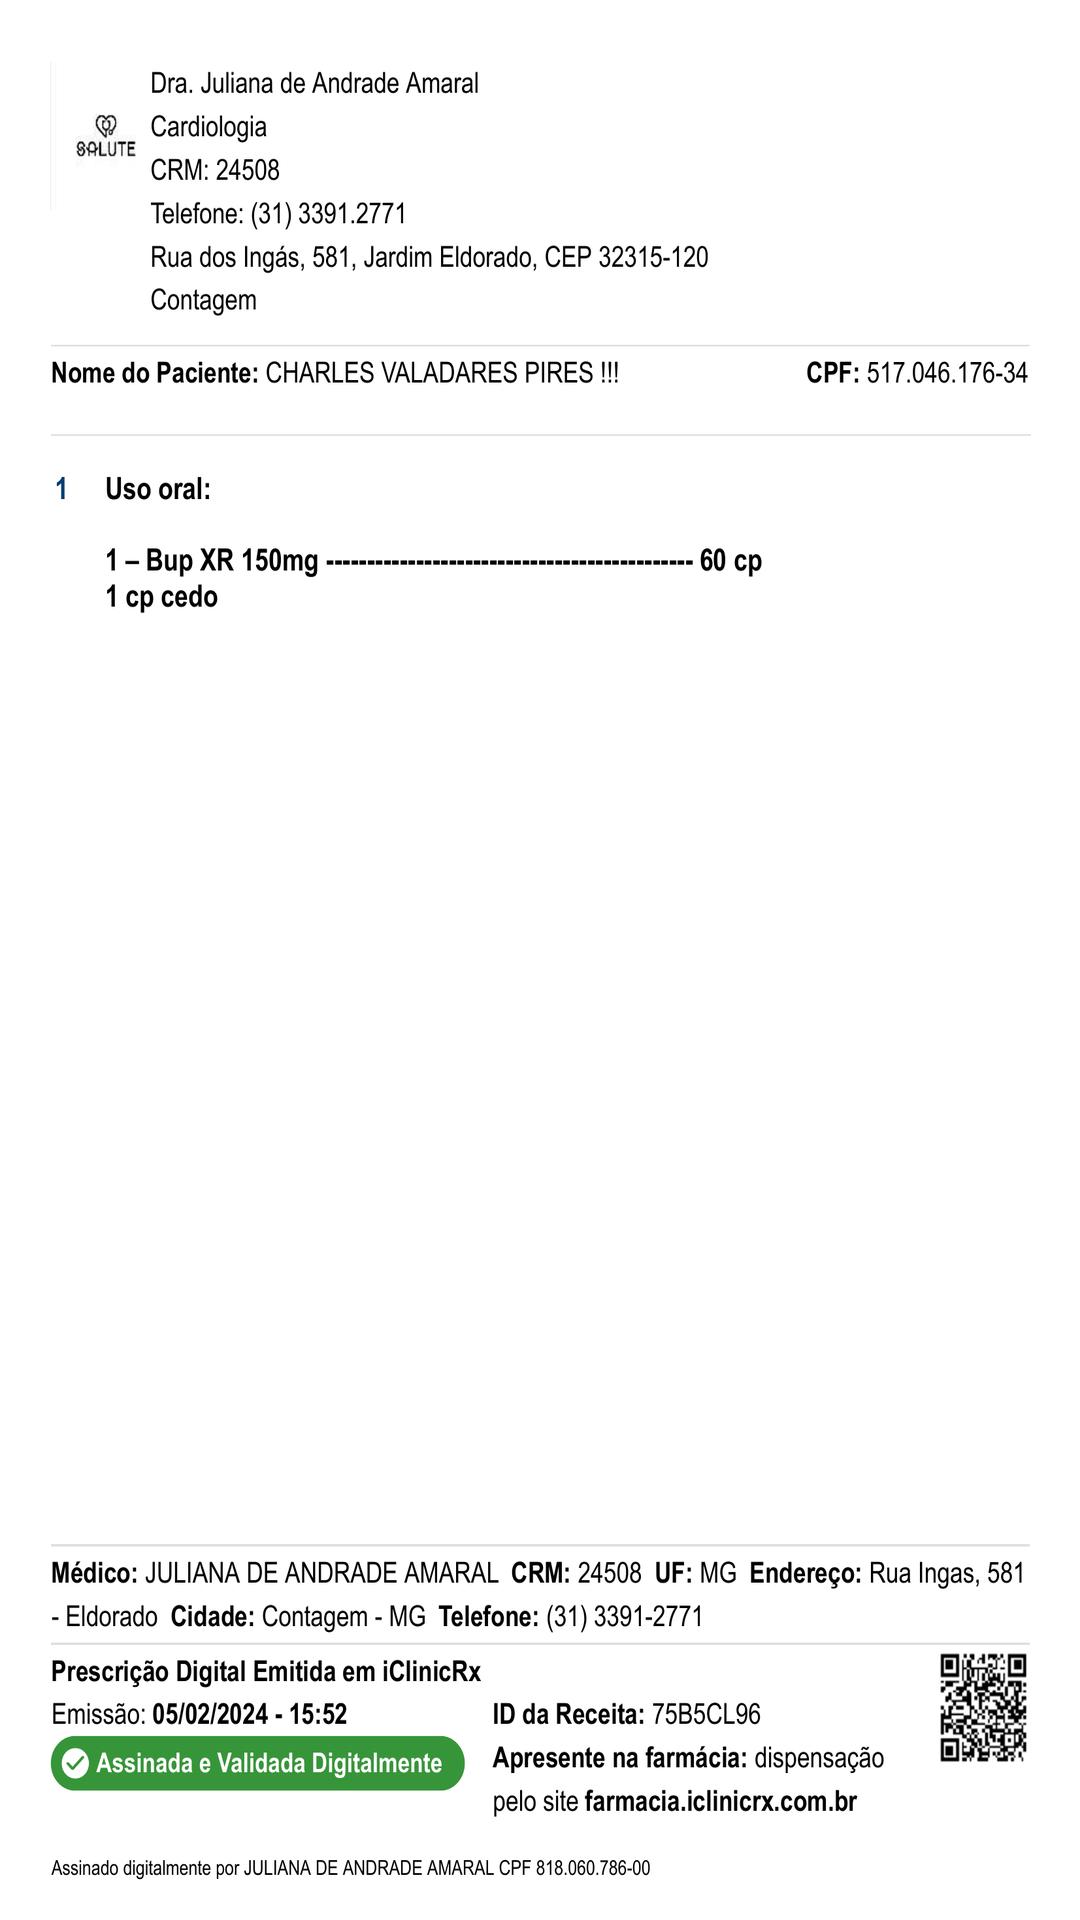 SALUTE
Dra. Juliana de Andrade Amaral
Cardiologia
CRM: 24508
Telefone: (31) 3391.2771
Rua dos Ingás, 581, Jardim Eldorado, CEP 32315-120
Contagem
Nome do Paciente: CHARLES VALADARES PIRES !!! CPF: 517.046.176-34
1 Uso oral:
1 – Bup XR 150mg --------------------------------------------- 60 cp
1 cp cedo
Médico: JULIANA DE ANDRADE AMARAL CRM: 24508 UF: MG Endereço: Rua Ingas, 581
- Eldorado Cidade: Contagem - MG Telefone: (31) 3391-2771
Prescrição Digital Emitida em iClinicRx
Emissão: 05/02/2024 - 15:52
Assinada e Validada Digitalmente
ID da Receita: 75B5CL96
Apresente na farmácia: dispensação
pelo site farmacia.iclinicrx.com.br
Assinado digitalmente por JULIANA DE ANDRADE AMARAL CPF 818.060.786-00